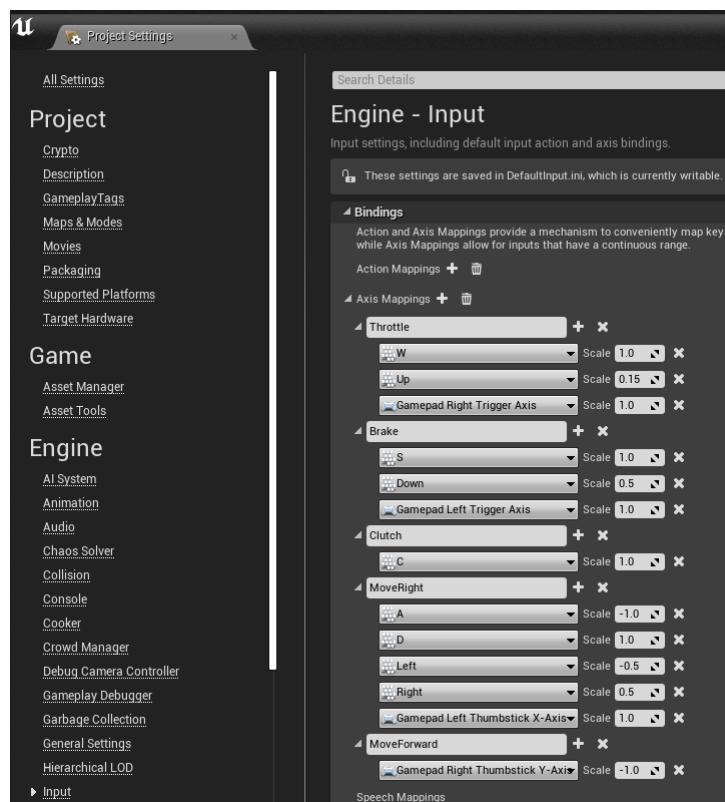 Project Settings
All Settings
Project
Crypto
Description
GameplayTags
Maps & Modes
Movies
Packaging
Supported Platforms
Target Hardware
Game
Asset Manager
Asset Tools
Engine
AI System
Animation
Audio
Chaos Solver
Collision
Console
Cooker
Crowd Manager
Debug Camera Controller
Gameplay Debugger
Garbage Collection
General Settings
Hierarchical LOD
Input
Search Details
Engine - Input
Input settings, including default input action and axis bindings.
These settings are saved in DefaultInput.ini, which is currently writable.
Bindings
Action and Axis Mappings provide a mechanism to conveniently map key
while Axis Mappings allow for inputs that have a continuous range.
Action Mappings
Axis Mappings
Throttle
W Scale 1.0
Up Scale 0.15
Gamepad Right Trigger Axis Scale 1.0
Brake
S Scale 1.0
Down Scale 0.5
Gamepad Left Trigger Axis Scale 1.0
Clutch
C Scale 1.0
MoveRight
A Scale -1.0
D Scale 1.0
Left Scale -0.5
Right Scale 0.5
Gamepad Left Thumbstick X-Axis Scale 1.0
MoveForward
Gamepad Right Thumbstick Y-Axis Scale -1.0
Speech Mappings